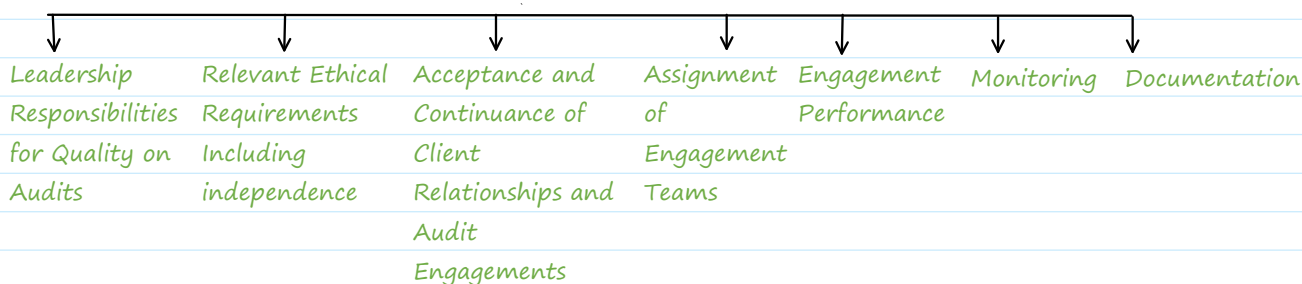 Leadership
Responsibilities
for Quality on
Audits
Relevant Ethical
Requirements
Including
independence
Acceptance and
Continuance of
Client
Relationships and
Audit
Engagements
Assignment
of
Engagement
Teams
Engagement
Performance
Monitoring
Documentation